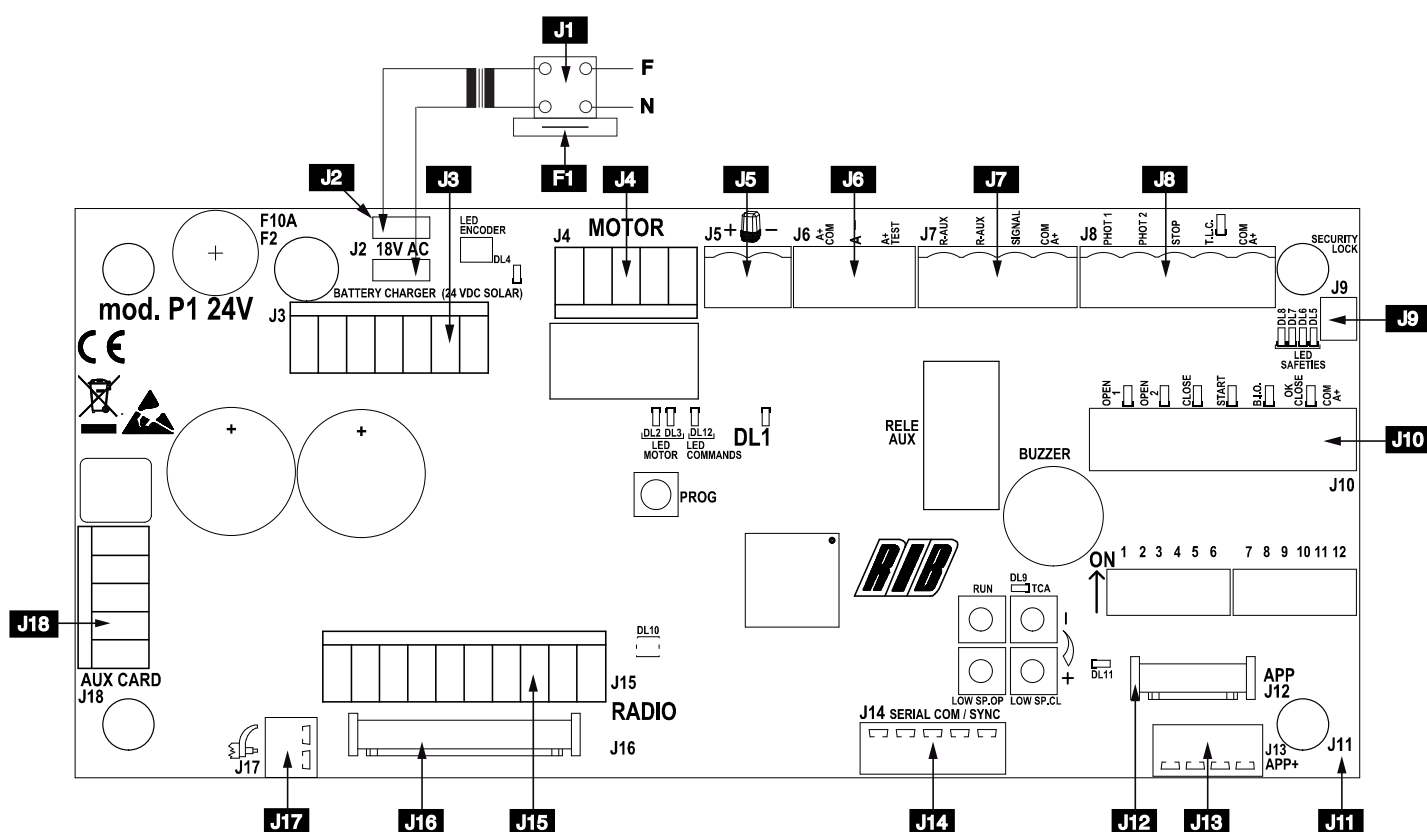 J1
F
N
F1
J2
J3
J4
J5
J6
J7
J8
F10A
F2
J2 18V AC
LED
ENCODER
DL4
BATTERY CHARGER (24 VDC SOLAR)
mod. P1 24V
J3
J4
MOTOR
J5 + -
J6
A+
COM
A
A+
TEST
J7
R-AUX
R-AUX
SIGNAL
COM
A+
J8
PHOT 1
PHOT 2
STOP
T.L.C.
COM
A+
SECURITY
LOCK
J9
J9
DL8
DL7
DL6
DL5
LED
SAFETIES
CE
+
+
DL2 DL3
LED
MOTOR
DL12
LED
COMMANDS
DL1
PROG
RELE
AUX
BUZZER
OPEN
1
OPEN
2
CLOSE
START
B.I.O.
OK
CLOSE
COM
A+
J10
J10
ON
1 2 3 4 5 6 7 8 9 10 11 12
RIB
RUN
DL9
TCA
-
+
LOW SP.OP
LOW SP.CL
DL11
J18
AUX CARD
J18
DL10
J15
RADIO
J16
J17
J14 SERIAL COM / SYNC
APP
J12
J13
APP+
J11
J17
J16
J15
J14
J12
J13
J11